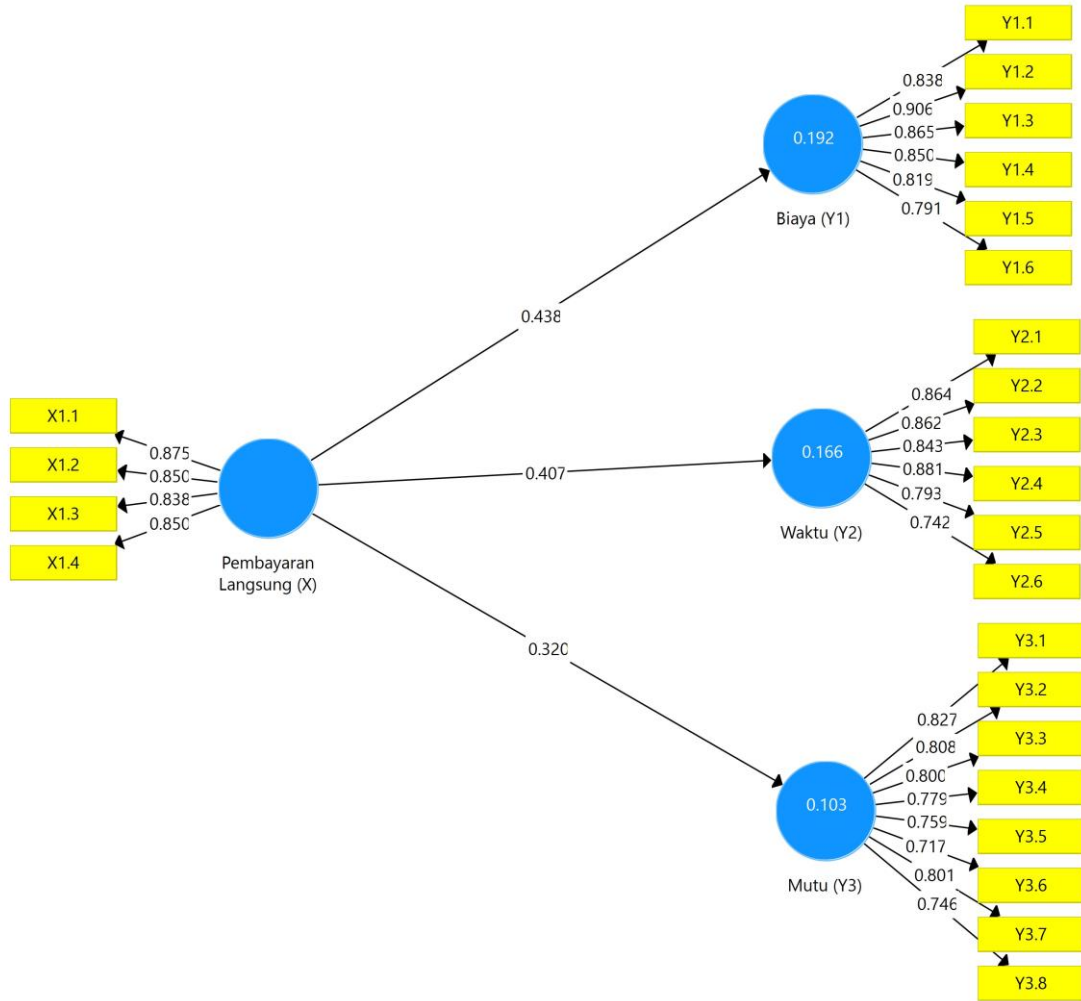 Y1.1
Y1.2
Y1.3
Y1.4
Y1.5
Y1.6
0.838
0.906
0.865
0.850
0.819
0.791
0.192
Biaya (Y1)
0.438
Y2.1
Y2.2
Y2.3
Y2.4
Y2.5
Y2.6
0.864
0.862
0.843
0.881
0.793
0.742
0.166
Waktu (Y2)
0.407
X1.1
X1.2
X1.3
X1.4
0.875
0.850
0.838
0.850
Pembayaran
Langsung (X)
0.320
Y3.1
Y3.2
Y3.3
Y3.4
Y3.5
Y3.6
Y3.7
Y3.8
0.827
0.808
0.800
0.779
0.759
0.717
0.801
0.746
0.103
Mutu (Y3)